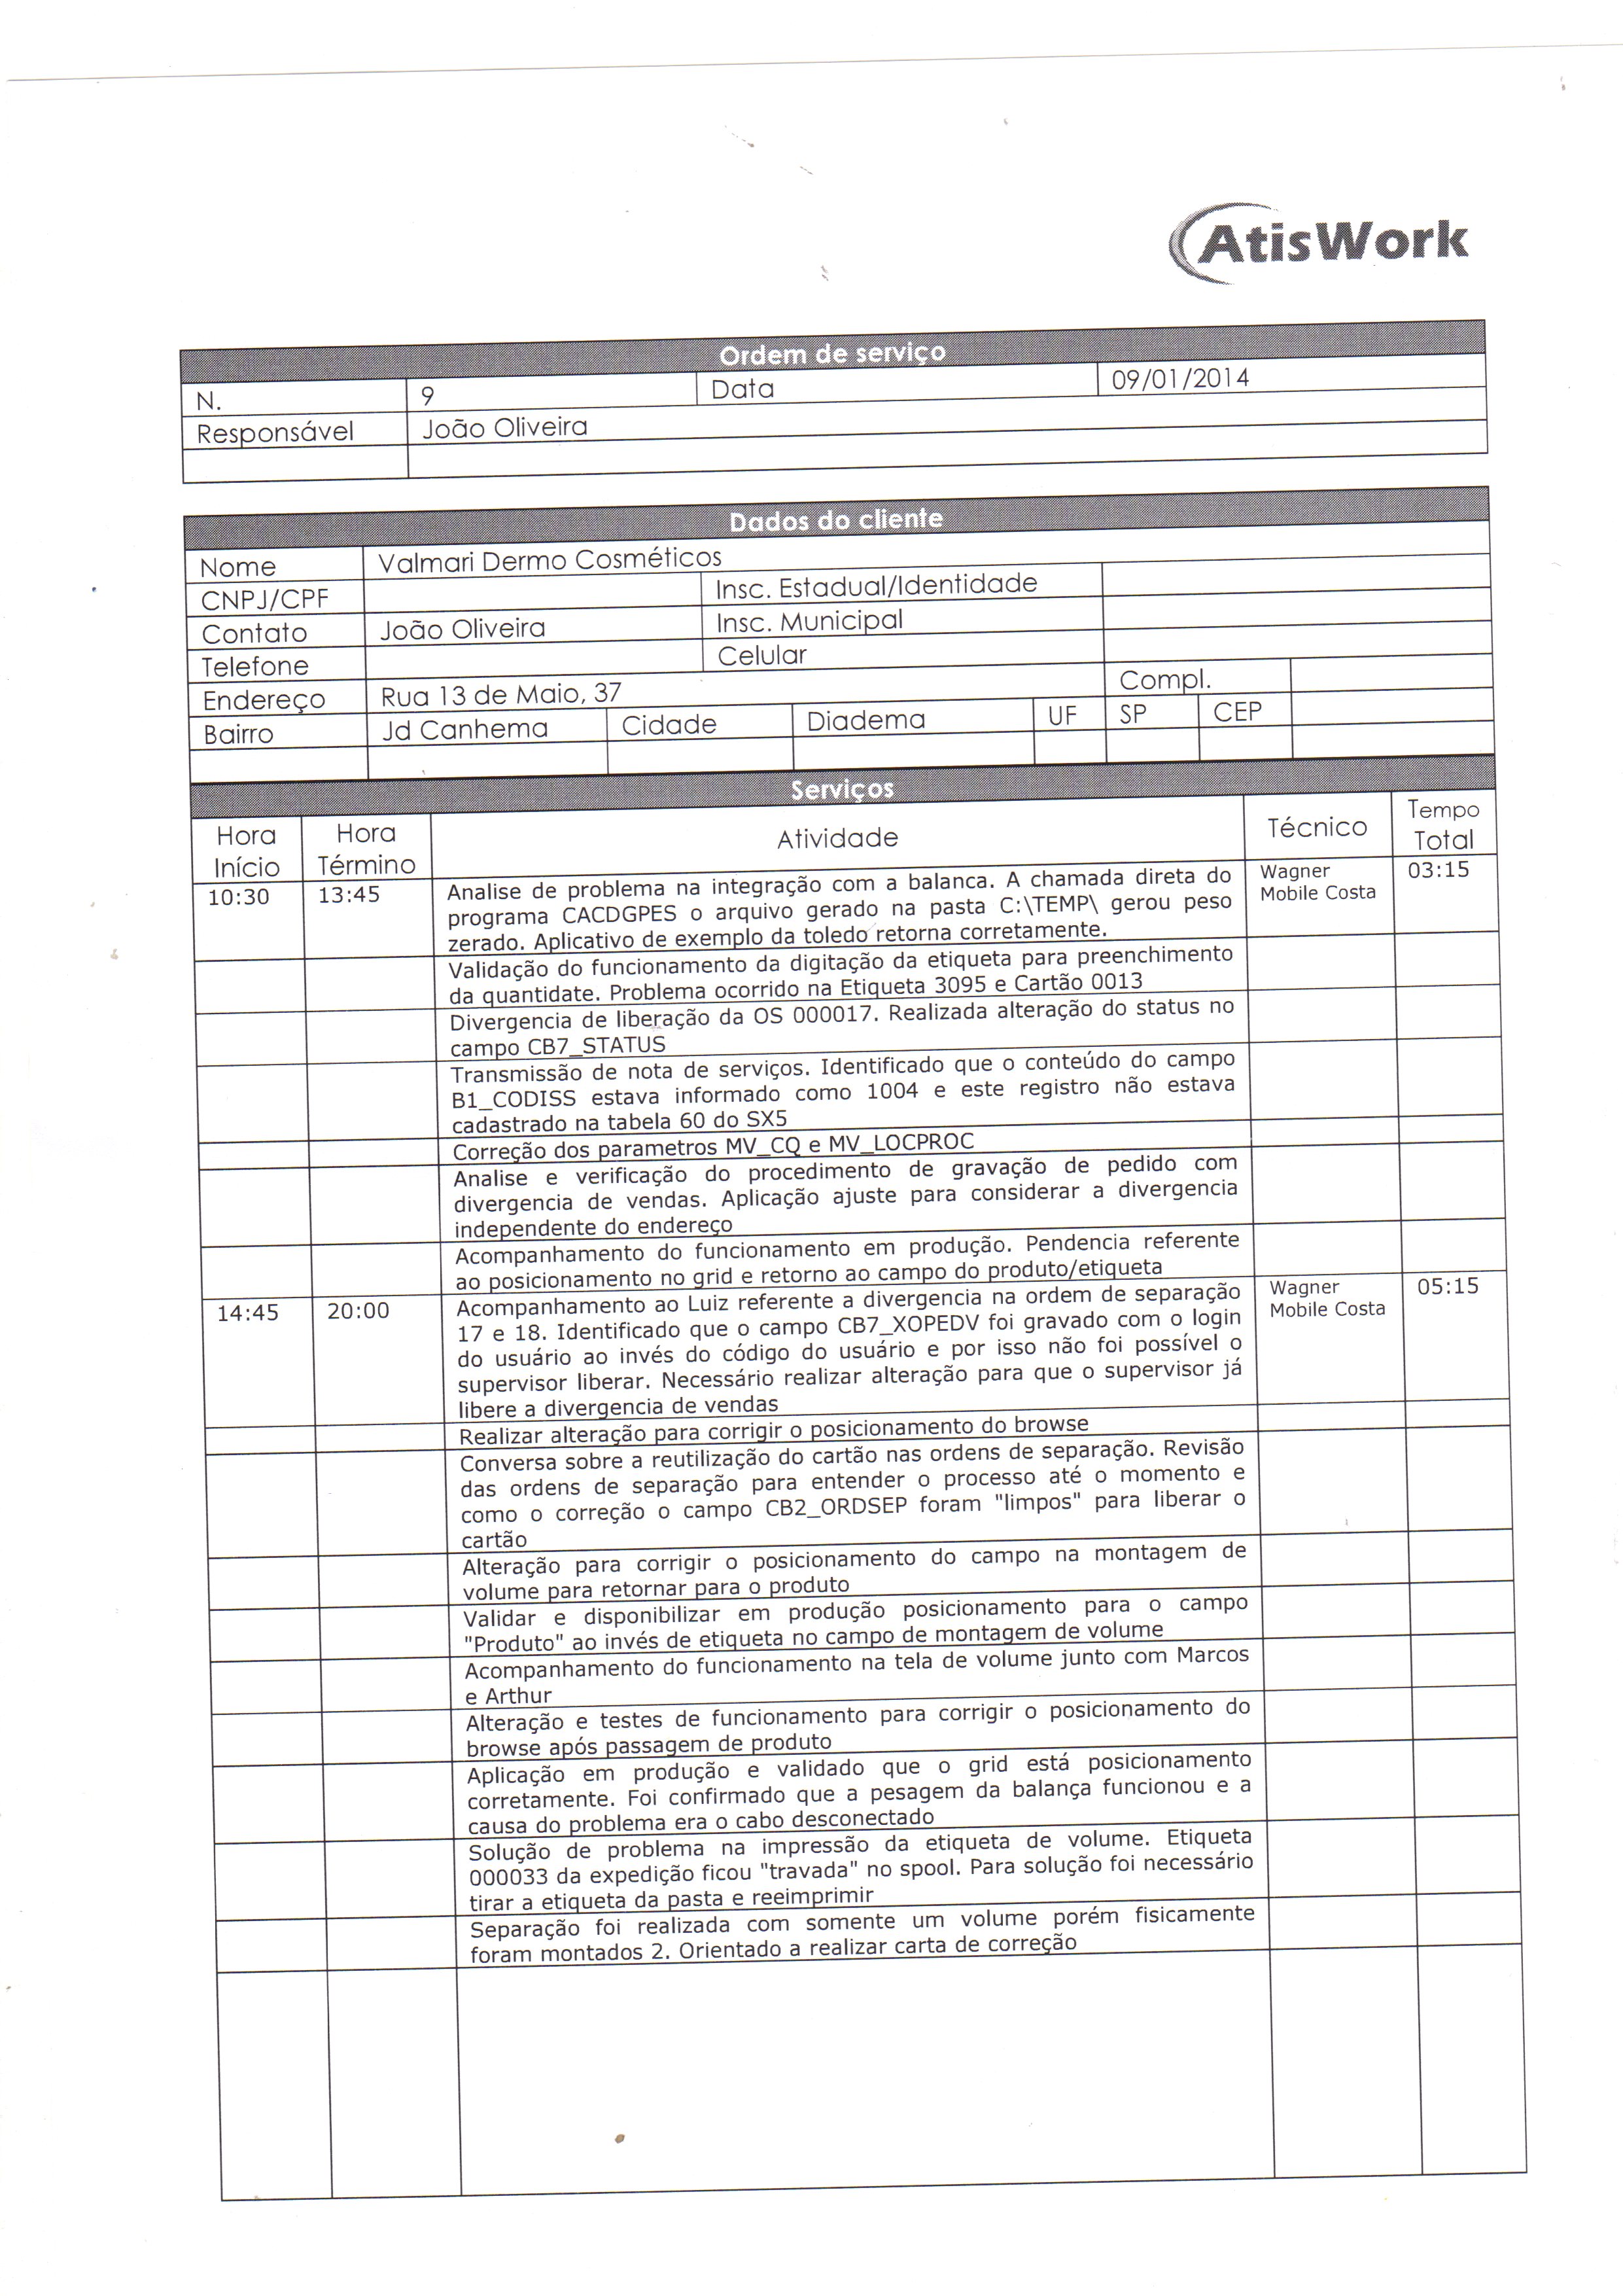 AtisWork
Ordem de serviço
N. 9 Data 09/01/2014
Responsável João Oliveira
Dados do cliente
Nome Valmari Dermo Cosméticos
CNPJ/CPF Insc. Estadual/Identidade
Contato João Oliveira Insc. Municipal
Telefone Celular
Endereço Rua 13 de Maio, 37 Compl.
Bairro Jd Canhema Cidade Diadema UF SP CEP
Serviços
Hora Início Hora Término Atividade Técnico Tempo Total
10:30 13:45 Analise de problema na integração com a balanca. A chamada direta do Wagner 03:15
programa CACDGPES o arquivo gerado na pasta C:\TEMP\ gerou peso Mobile Costa
zerado. Aplicativo de exemplo da toledo retorna corretamente.
Validação do funcionamento da digitação da etiqueta para preenchimento
da quantidate. Problema ocorrido na Etiqueta 3095 e Cartão 0013
Divergencia de liberação da OS 000017. Realizada alteração do status no
campo CB7_STATUS
Transmissão de nota de serviços. Identificado que o conteúdo do campo
B1_CODISS estava informado como 1004 e este registro não estava
cadastrado na tabela 60 do SX5
Correção dos parametros MV_CQ e MV_LOCPROC
Analise e verificação do procedimento de gravação de pedido com
divergencia de vendas. Aplicação ajuste para considerar a divergencia
independente do endereço
Acompanhamento do funcionamento em produção. Pendencia referente
ao posicionamento no grid e retorno ao campo do produto/etiqueta
14:45 20:00 Acompanhamento ao Luiz referente a divergencia na ordem de separação Wagner 05:15
17 e 18. Identificado que o campo CB7_XOPEDV foi gravado com o login Mobile Costa
do usuário ao invés do código do usuário e por isso não foi possível o
supervisor liberar. Necessário realizar alteração para que o supervisor já
libere a divergencia de vendas
Realizar alteração para corrigir o posicionamento do browse
Conversa sobre a reutilização do cartão nas ordens de separação. Revisão
das ordens de separação para entender o processo até o momento e
como o correção o campo CB2_ORDSEP foram "limpos" para liberar o
cartão
Alteração para corrigir o posicionamento do campo na montagem de
volume para retornar para o produto
Validar e disponibilizar em produção posicionamento para o campo
"Produto" ao invés de etiqueta no campo de montagem de volume
Acompanhamento do funcionamento na tela de volume junto com Marcos
e Arthur
Alteração e testes de funcionamento para corrigir o posicionamento do
browse após passagem de produto
Aplicação em produção e validado que o grid está posicionamento
corretamente. Foi confirmado que a pesagem da balança funcionou e a
causa do problema era o cabo desconectado
Solução de problema na impressão da etiqueta de volume. Etiqueta
000033 da expedição ficou "travada" no spool. Para solução foi necessário
tirar a etiqueta da pasta e reeimprimir
Separação foi realizada com somente um volume porém fisicamente
foram montados 2. Orientado a realizar carta de correção